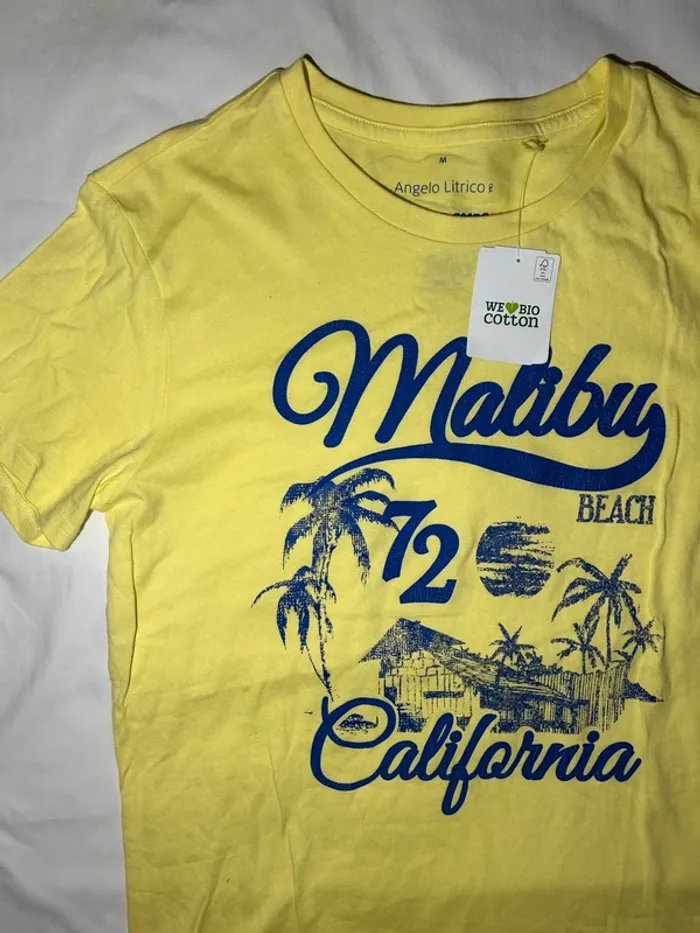 M
Angelo Litrico
WE BIO
cotton
Malibu
BEACH
72
California